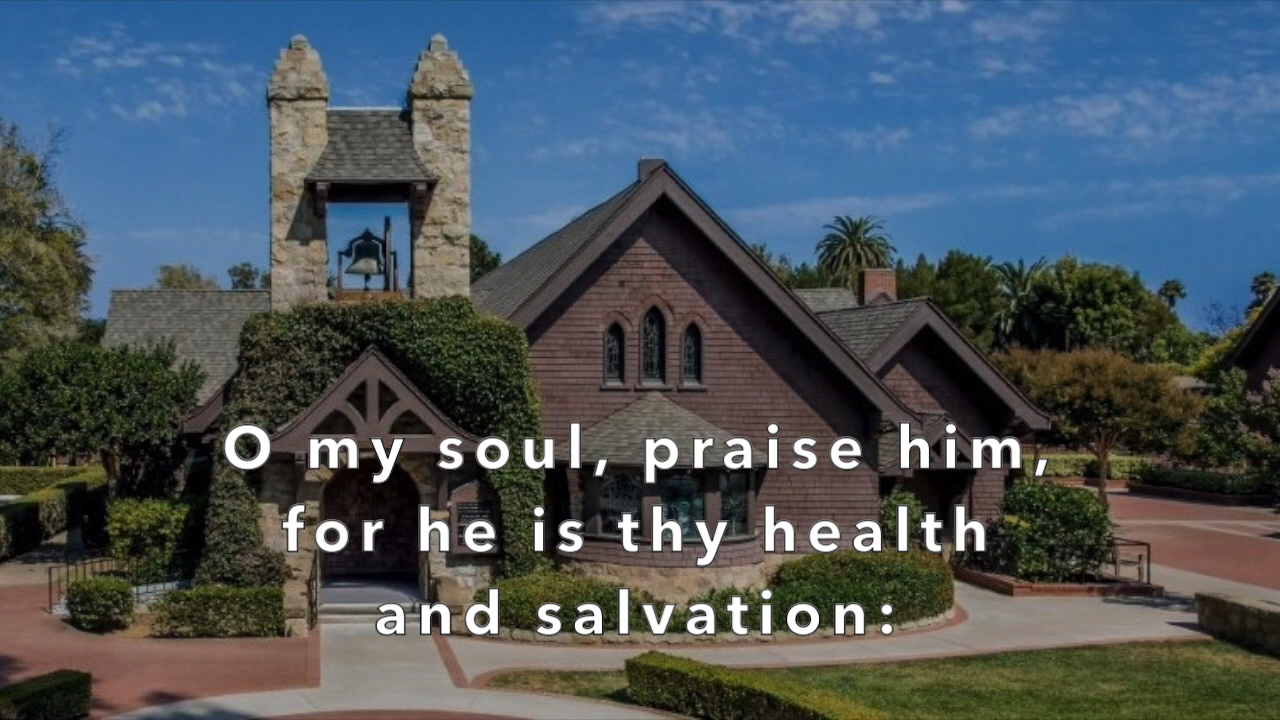 O my soul, praise him,
for he is thy health
and salvation: